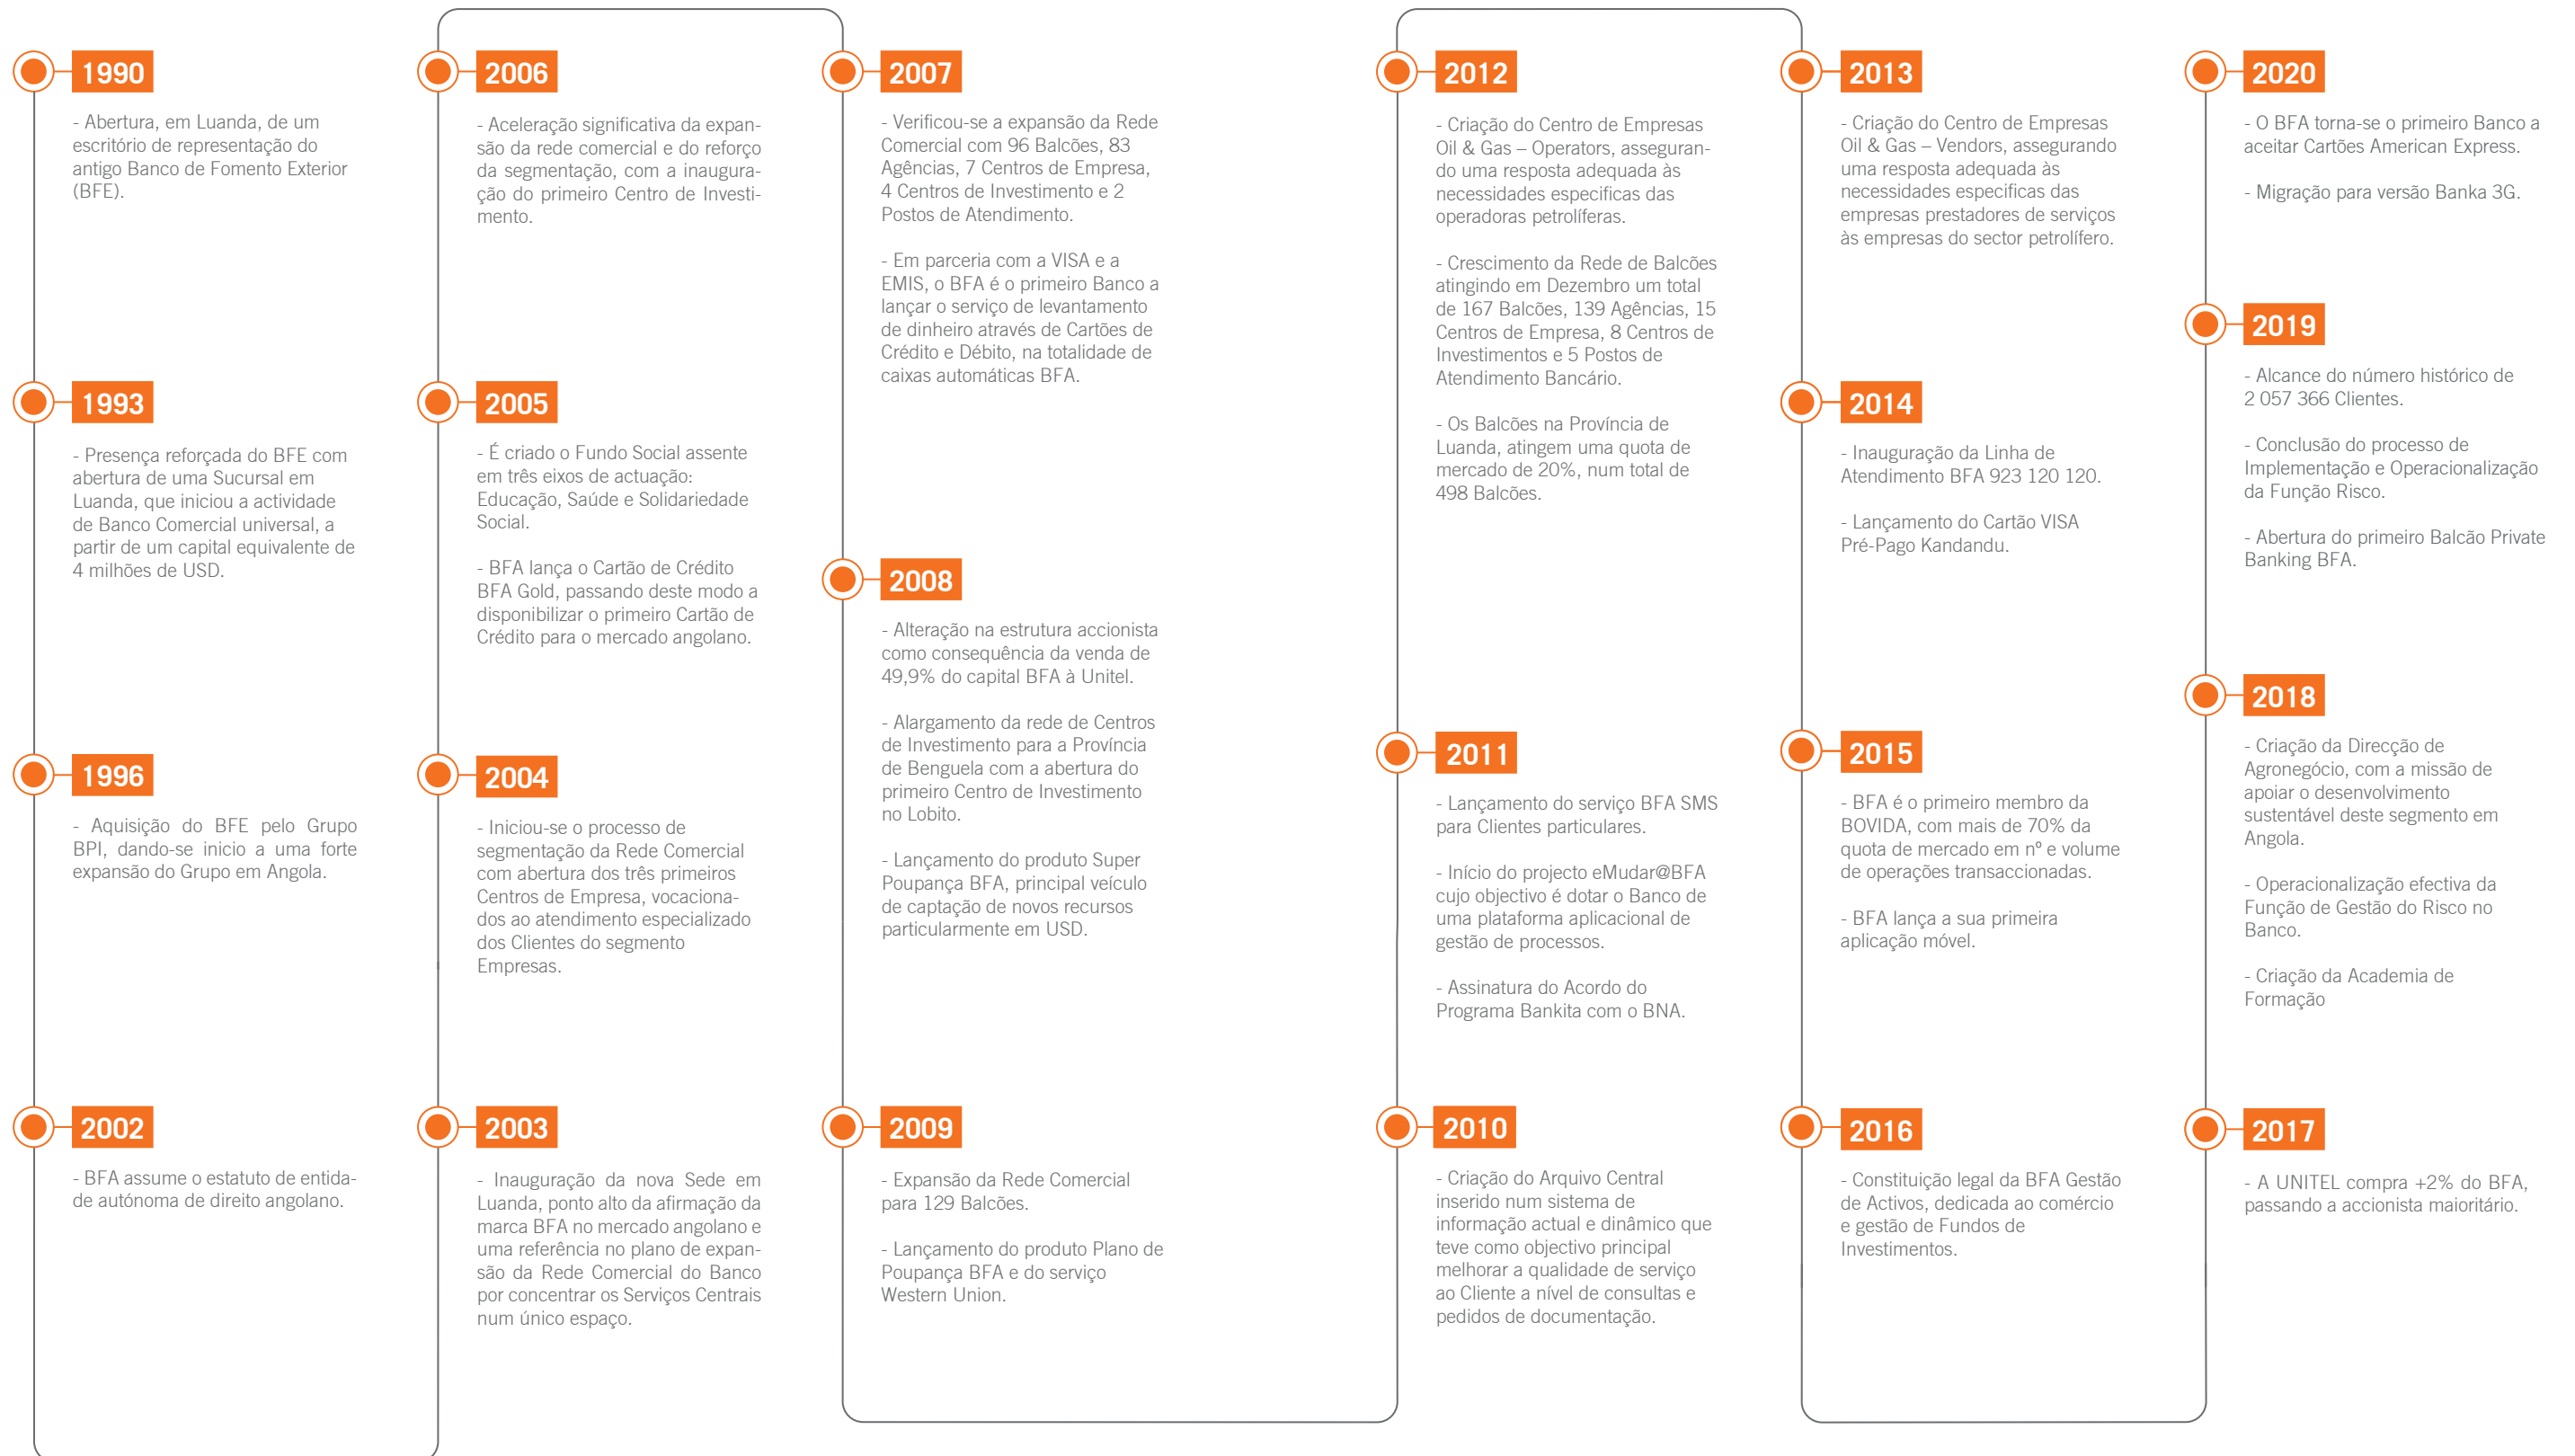 1990
- Abertura, em Luanda, de um
escritório de representação do
antigo Banco de Fomento Exterior
(BFE).
1993
- Presença reforçada do BFE com
abertura de uma Sucursal em
Luanda, que iniciou a actividade
de Banco Comercial universal, a
partir de um capital equivalente de
4 milhões de USD.
1996
- Aquisição do BFE pelo Grupo
BPI, dando-se inicio a uma forte
expansão do Grupo em Angola.
2002
- BFA assume o estatuto de entida-
de autónoma de direito angolano.
2003
- Inauguração da nova Sede em
Luanda, ponto alto da afirmação da
marca BFA no mercado angolano e
uma referência no plano de expan-
são da Rede Comercial do Banco
por concentrar os Serviços Centrais
num único espaço.
2004
- Iniciou-se o processo de
segmentação da Rede Comercial
com abertura dos três primeiros
Centros de Empresa, vocaciona-
dos ao atendimento especializado
dos Clientes do segmento
Empresas.
2005
- É criado o Fundo Social assente
em três eixos de actuação:
Educação, Saúde e Solidariedade
Social.
- BFA lança o Cartão de Crédito
BFA Gold, passando deste modo a
disponibilizar o primeiro Cartão de
Crédito para o mercado angolano.
2006
- Aceleração significativa da expan-
são da rede comercial e do reforço
da segmentação, com a inaugura-
ção do primeiro Centro de Investi-
mento.
2007
- Verificou-se a expansão da Rede
Comercial com 96 Balcões, 83
Agências, 7 Centros de Empresa,
4 Centros de Investimento e 2
Postos de Atendimento.
- Em parceria com a VISA e a
EMIS, o BFA é o primeiro Banco a
lançar o serviço de levantamento
de dinheiro através de Cartões de
Crédito e Débito, na totalidade de
caixas automáticas BFA.
2008
- Alteração na estrutura accionista
como consequência da venda de
49,9% do capital BFA à Unitel.
- Alargamento da rede de Centros
de Investimento para a Província
de Benguela com a abertura do
primeiro Centro de Investimento
no Lobito.
- Lançamento do produto Super
Poupança BFA, principal veículo
de captação de novos recursos
particularmente em USD.
2009
- Expansão da Rede Comercial
para 129 Balcões.
- Lançamento do produto Plano de
Poupança BFA e do serviço
Western Union.
2010
- Criação do Arquivo Central
inserido num sistema de
informação actual e dinâmico que
teve como objectivo principal
melhorar a qualidade de serviço
ao Cliente a nível de consultas e
pedidos de documentação.
2011
- Lançamento do serviço BFA SMS
para Clientes particulares.
- Início do projecto eMudar@BFA
cujo objectivo é dotar o Banco de
uma plataforma aplicacional de
gestão de processos.
- Assinatura do Acordo do
Programa Bankita com o BNA.
2012
- Criação do Centro de Empresas
Oil & Gas – Operators, asseguran-
do uma resposta adequada às
necessidades especificas das
operadoras petrolíferas.
- Crescimento da Rede de Balcões
atingindo em Dezembro um total
de 167 Balcões, 139 Agências, 15
Centros de Empresa, 8 Centros de
Investimentos e 5 Postos de
Atendimento Bancário.
- Os Balcões na Província de
Luanda, atingem uma quota de
mercado de 20%, num total de
498 Balcões.
2013
- Criação do Centro de Empresas
Oil & Gas – Vendors, assegurando
uma resposta adequada às
necessidades especificas das
empresas prestadores de serviços
às empresas do sector petrolífero.
2014
- Inauguração da Linha de
Atendimento BFA 923 120 120.
- Lançamento do Cartão VISA
Pré-Pago Kandandu.
2015
- BFA é o primeiro membro da
BOVIDA, com mais de 70% da
quota de mercado em nº e volume
de operações transaccionadas.
- BFA lança a sua primeira
aplicação móvel.
2016
- Constituição legal da BFA Gestão
de Activos, dedicada ao comércio
e gestão de Fundos de
Investimentos.
2017
- A UNITEL compra +2% do BFA,
passando a accionista maioritário.
2018
- Criação da Direcção de
Agronegócio, com a missão de
apoiar o desenvolvimento
sustentável deste segmento em
Angola.
- Operacionalização efectiva da
Função de Gestão do Risco no
Banco.
- Criação da Academia de
Formação
2019
- Alcance do número histórico de
2 057 366 Clientes.
- Conclusão do processo de
Implementação e Operacionalização
da Função Risco.
- Abertura do primeiro Balcão Private
Banking BFA.
2020
- O BFA torna-se o primeiro Banco a
aceitar Cartões American Express.
- Migração para versão Banka 3G.